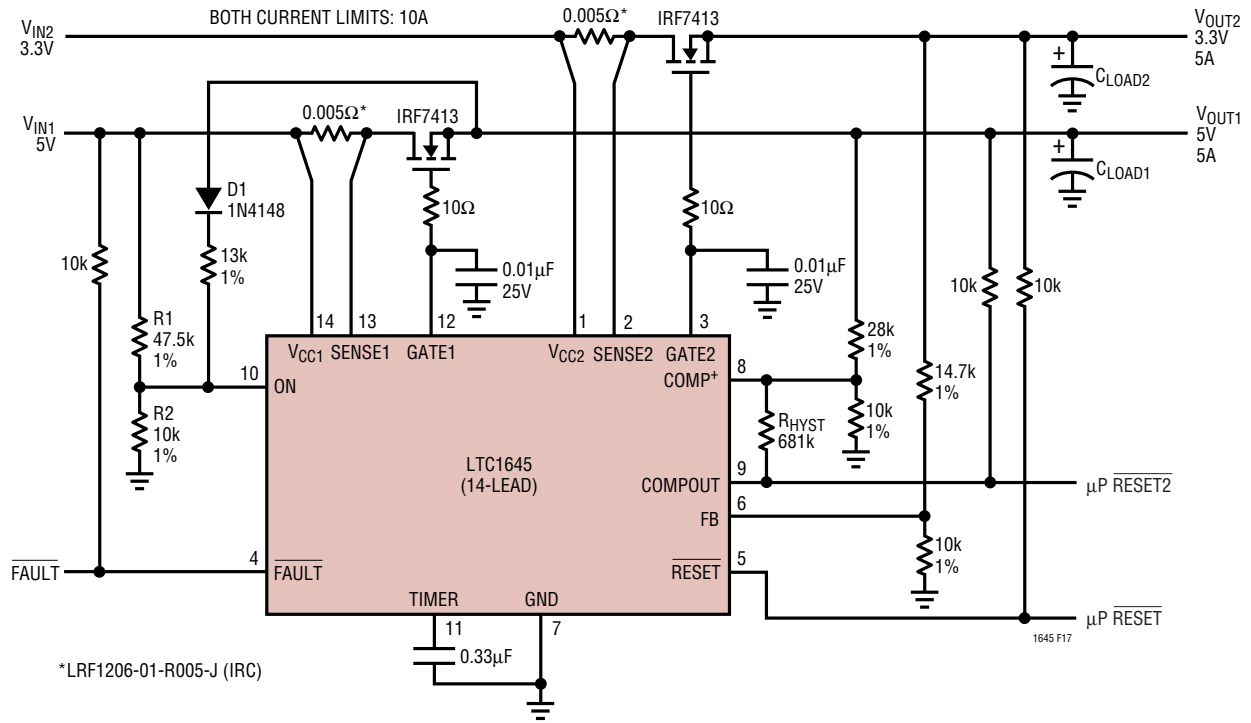 BOTH CURRENT LIMITS: 10A
0.005Ω*
IRF7413
VIN2
3.3V
VOUT2
3.3V
5A
CLOAD2
+
0.005Ω*
IRF7413
VIN1
5V
VOUT1
5V
5A
CLOAD1
+
D1
1N4148
10Ω
10Ω
10k
13k
1%
0.01μF
25V
0.01μF
25V
10k
10k
R1
47.5k
1%
14
13
12
1
2
3
28k
1%
VCC1
SENSE1
GATE1
VCC2
SENSE2
GATE2
10
ON
COMP+
8
14.7k
1%
R2
10k
1%
RHYST
681k
10k
1%
LTC1645
(14-LEAD)
COMPOUT
9
μP RESET2
FB
6
10k
1%
FAULT
4
FAULT
RESET
5
TIMER
GND
11
7
μP RESET
1645 F17
0.33μF
*LRF1206-01-R005-J (IRC)